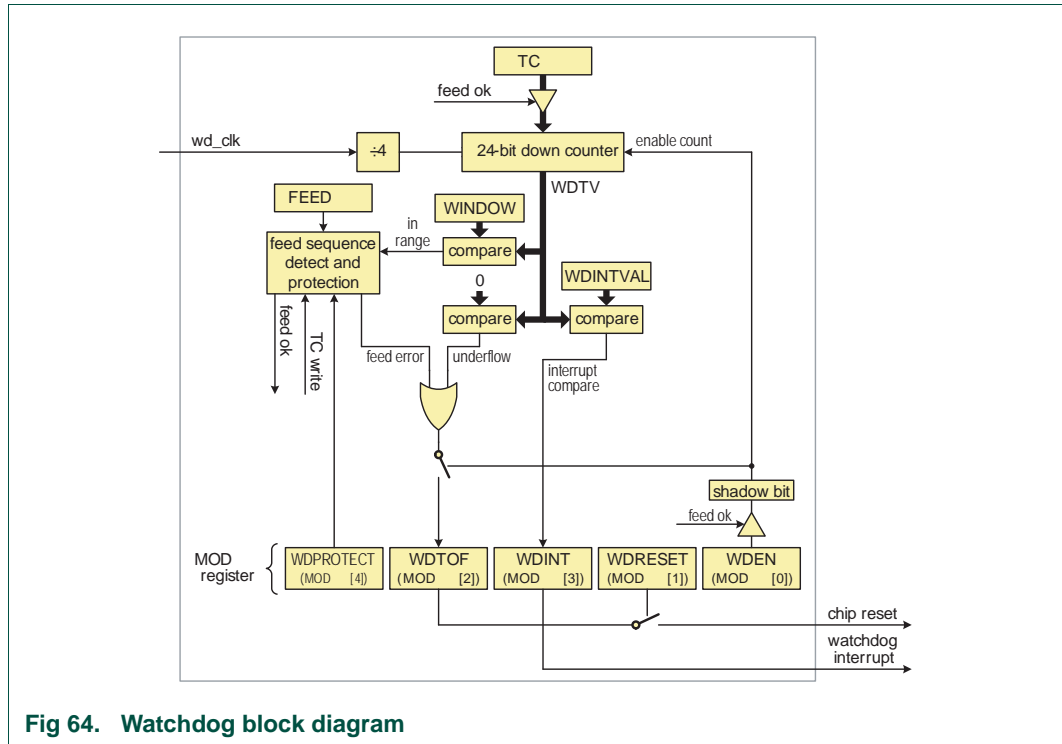 TC
feed ok
wd_clk
÷4
24-bit down counter
enable count
WDTV
FEED
WINDOW
in
range
feed sequence
detect and
protection
compare
0
WDINTVAL
compare
compare
feed ok
TC write
feed error
underflow
interrupt
compare
shadow bit
feed ok
MOD
register
WDPROTECT
(MOD [4])
WDTOF
(MOD [2])
WDINT
(MOD [3])
WDRESET
(MOD [1])
WDEN
(MOD [0])
chip reset
watchdog
interrupt
Fig 64. Watchdog block diagram